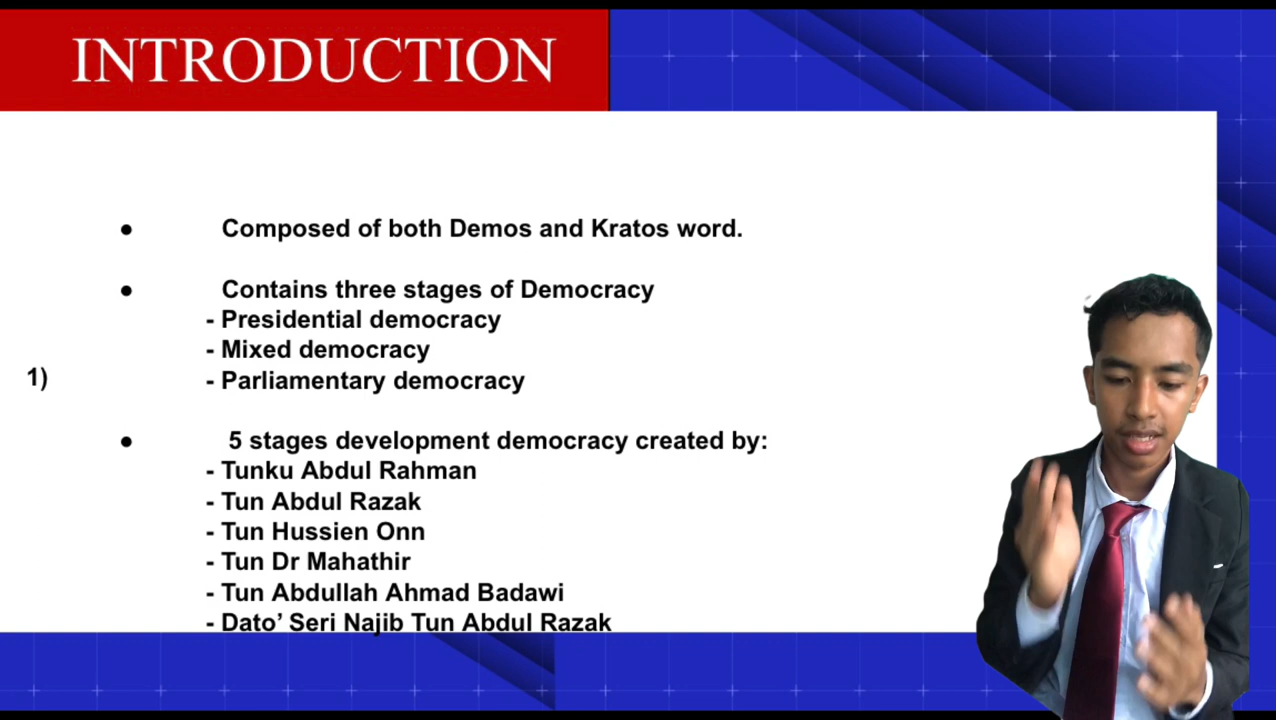 INTRODUCTION
● Composed of both Demos and Kratos word.
● Contains three stages of Democracy
- Presidential democracy
- Mixed democracy
1)
- Parliamentary democracy
● 5 stages development democracy created by:
- Tunku Abdul Rahman
- Tun Abdul Razak
- Tun Hussien Onn
- Tun Dr Mahathir
- Tun Abdullah Ahmad Badawi
- Dato’ Seri Najib Tun Abdul Razak